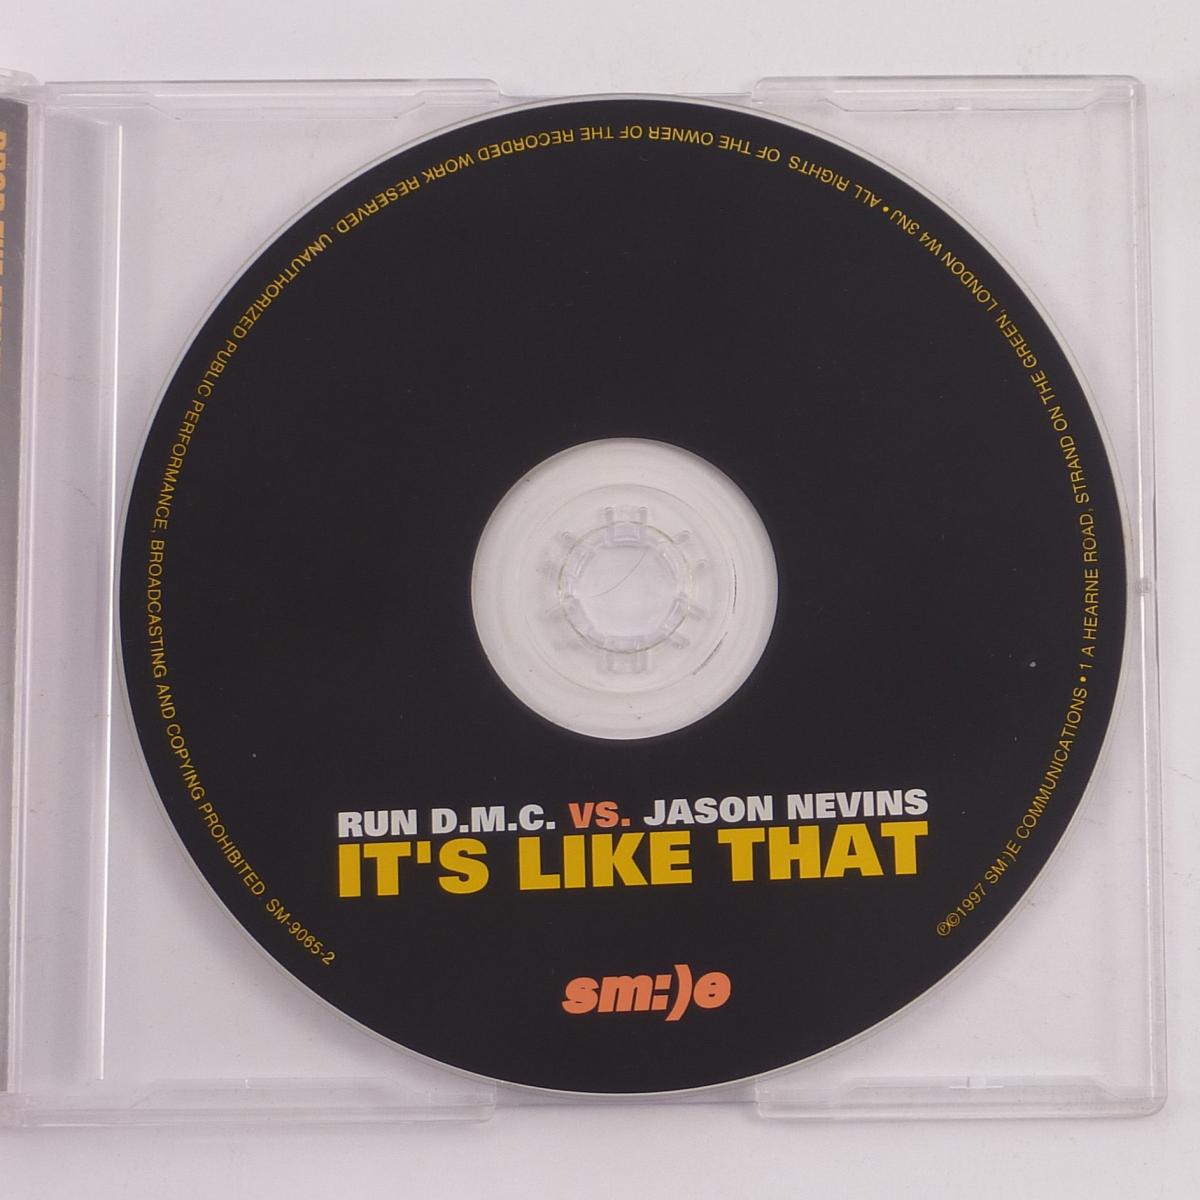 RUN D.M.C. VS. JASON NEVINS
IT'S LIKE THAT
sm:)e
℗©1997 SM:)E COMMUNICATIONS • 1 A HEARNE ROAD, STRAND ON THE GREEN, LONDON W4 3NJ • ALL RIGHTS OF THE OWNER OF THE RECORDED WORK RESERVED. UNAUTHORIZED PUBLIC PERFORMANCE, BROADCASTING AND COPYING PROHIBITED. SM-9065-2